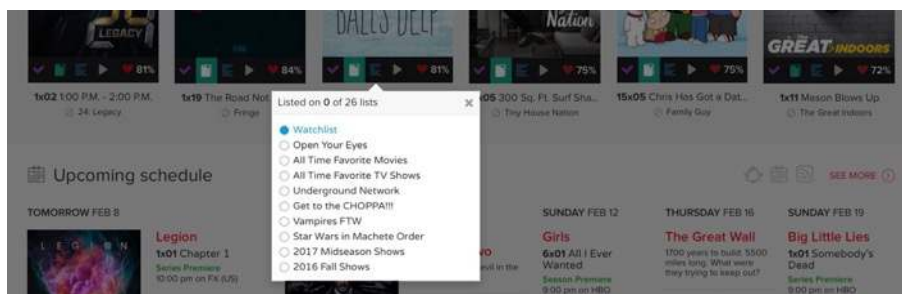 LEGACY
BALLS DEEP
Nation
THE
GREAT INDOORS
81%
84%
81%
75%
75%
72%
1x02 1:00 P.M. - 2:00 P.M.
24: Legacy
1x19 The Road Not
Fringe
x05 300 Sq. Ft. Surf Sha...
Tiny House Nation
15x05 Chris Has Got a Dat...
Family Guy
1x11 Mason Blows Up
The Great Indoors
Listed on 0 of 26 lists
Watchlist
Open Your Eyes
All Time Favorite Movies
All Time Favorite TV Shows
Underground Network
Get to the CHOPPA!!!
Vampires FTW
Star Wars in Machete Order
2017 Midseason Shows
2016 Fall Shows
Upcoming schedule
SEE MORE
TOMORROW FEB 8
LEGION
Legion
1x01 Chapter 1
Series Premiere
10:00 pm on FX (US)
evil in the
SUNDAY FEB 12
Girls
6x01 All I Ever
Wanted
Season Premiere
9:00 pm on HBO
THURSDAY FEB 16
The Great Wall
1700 years to build. 5500
miles long. What were
they trying to keep out?
SUNDAY FEB 19
Big Little Lies
1x01 Somebody's
Dead
Series Premiere
9:00 pm on HBO